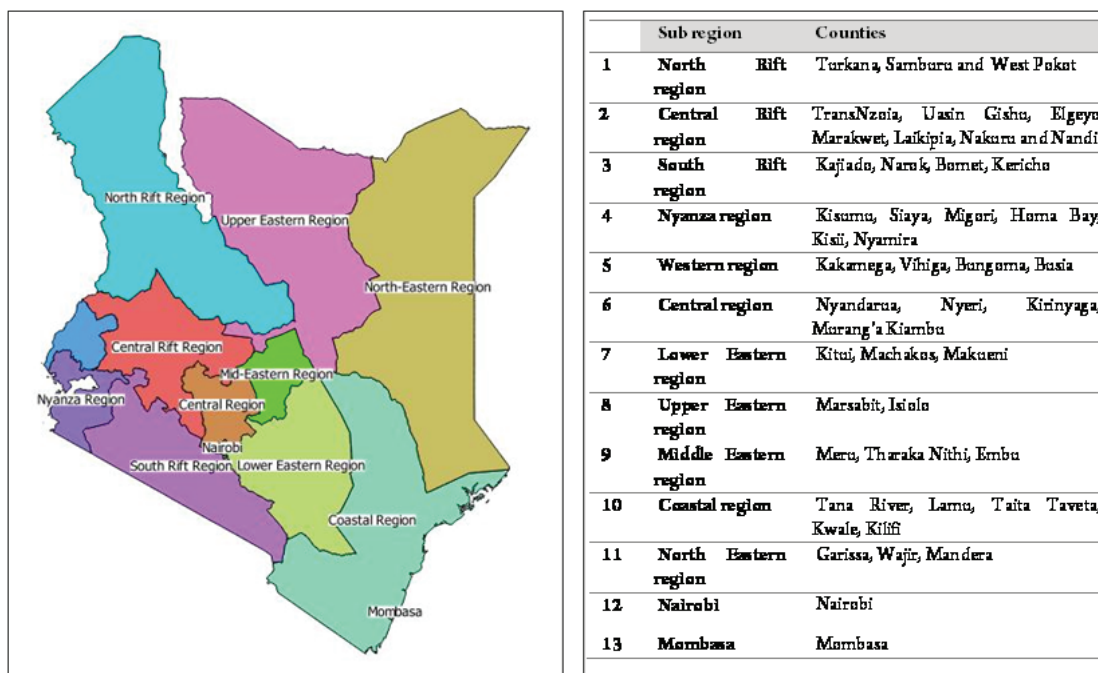 North Rift Region
Upper Eastern Region
North-Eastern Region
Central Rift Region
Mid-Eastern Region
Nyanza Region
Central Region
Nairobi
South Rift Region
Lower Eastern Region
Coastal Region
Mombasa
Sub region Counties
1 North Rift Turkana, Samburu and West Pokot
region
2 Central Rift TransNzoia, Uasin Gishu, Elgeyo
region Marakwet, Laikipia, Nakuru and Nandi
3 South Rift Kajiado, Narok, Bomet, Kericho
region
4 Nyanza region Kisumu, Siaya, Migori, Homa Bay,
Kisii, Nyamira
5 Western region Kakamega, Vihiga, Bungoma, Busia
6 Central region Nyandarua, Nyeri, Kirinyaga,
Murang'a Kiambu
7 Lower Eastern Kitui, Machakos, Makueni
region
8 Upper Eastern Marsabit, Isiolo
region
9 Middle Eastern Meru, Tharaka Nithi, Embu
region
10 Coastal region Tana River, Lamu, Taita Taveta,
Kwale, Kilifi
11 North Eastern Garissa, Wajir, Mandera
region
12 Nairobi Nairobi
13 Mombasa Mombasa